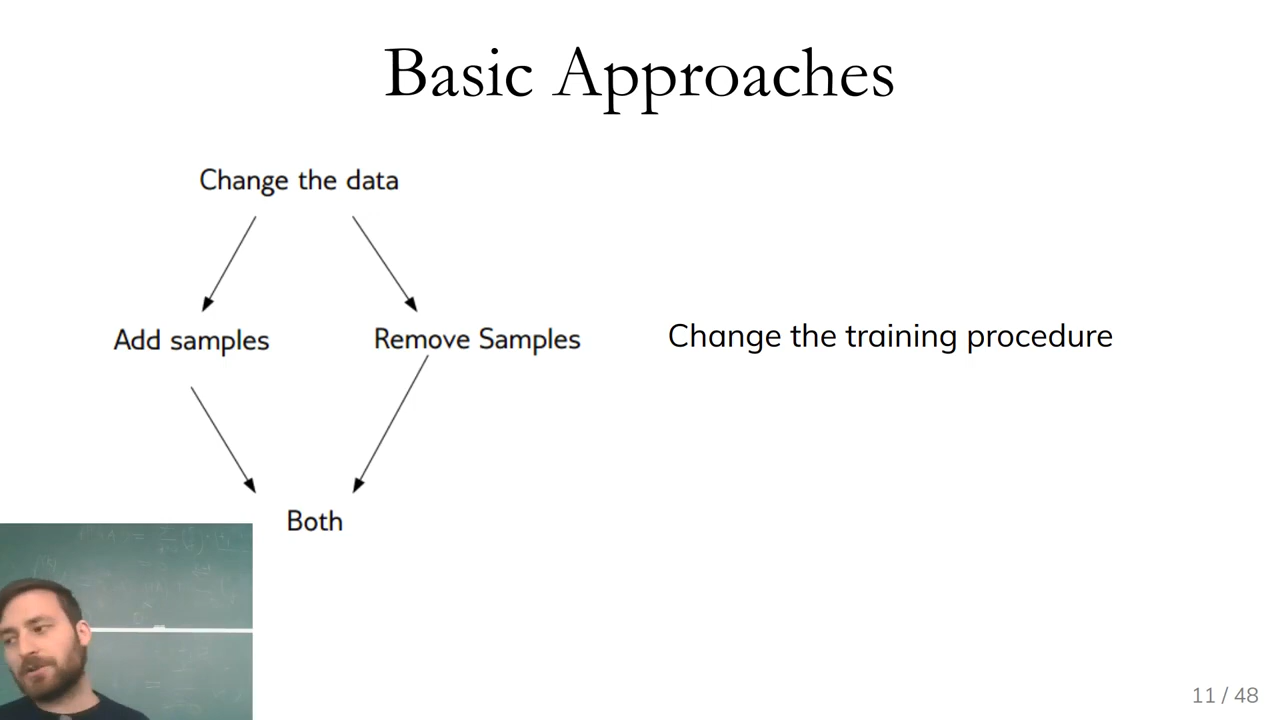 Basic Approaches
Change the data
Add samples
Remove Samples
Change the training procedure
Both
11 / 48